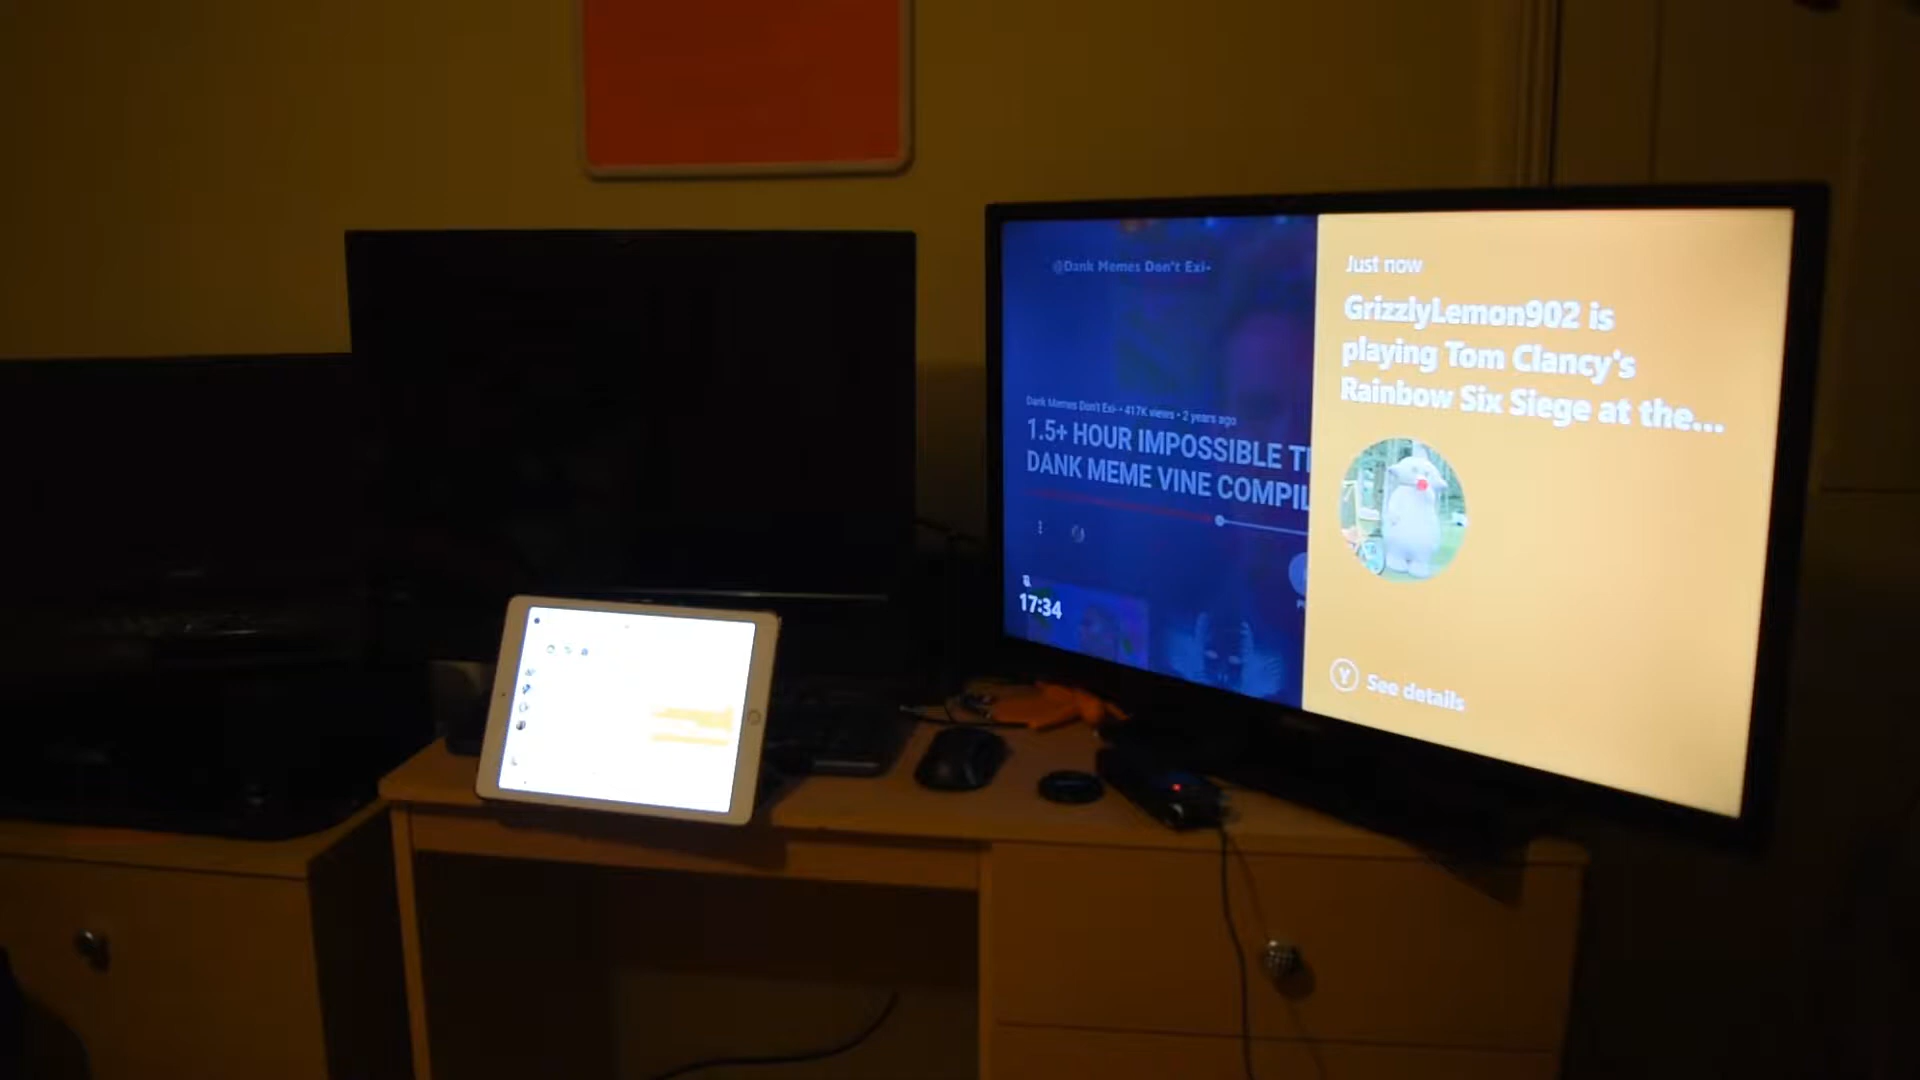 @Dank Memes Don't Exi-
Dank Memes Don't Exi- • 417K views • 2 years ago
1.5+ HOUR IMPOSSIBLE T
DANK MEME VINE COMPIL
17:34
Just now
GrizzlyLemon902 is
playing Tom Clancy's
Rainbow Six Siege at the...
Y See details